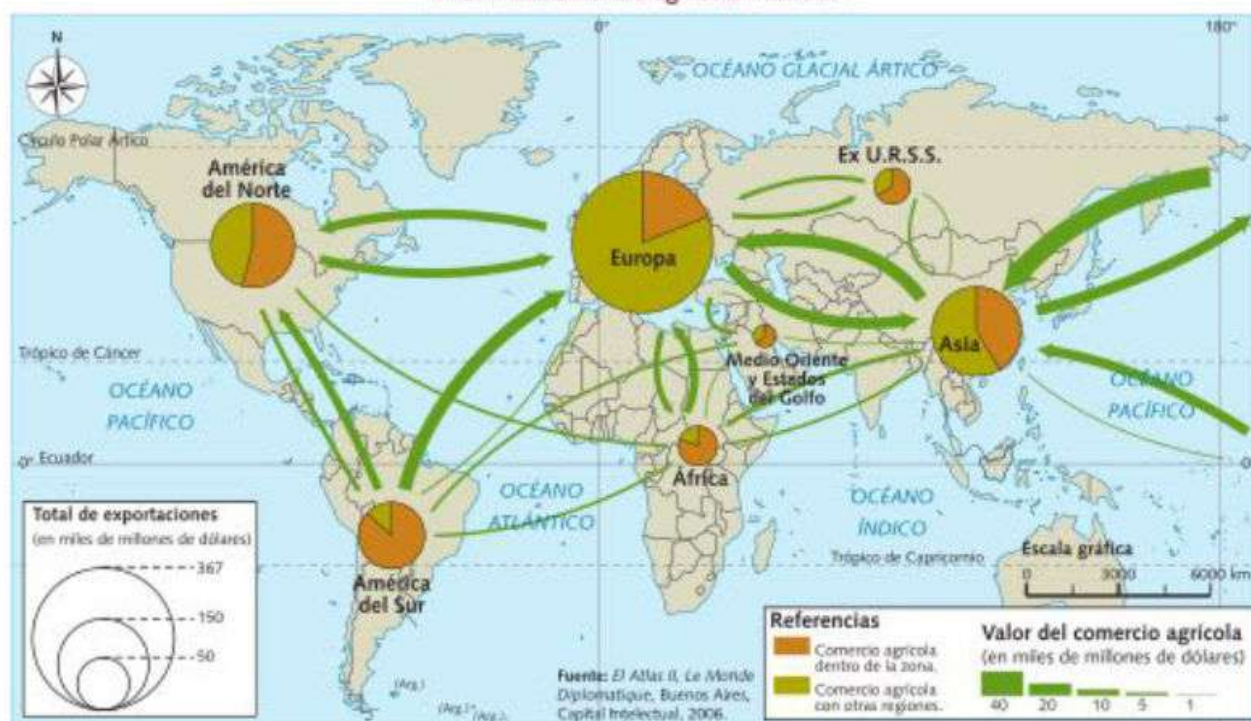 N
0°
180°
OCÉANO GLACIAL ÁRTICO
Círculo Polar Ártico
América
del Norte
Ex U.R.S.S.
Europa
Asia
Trópico de Cáncer
Medio Oriente
y Estados
del Golfo
OCÉANO
PACÍFICO
OCÉANO
PACÍFICO
0° Ecuador
0°
África
OCÉANO
ATLÁNTICO
OCÉANO
ÍNDICO
América
del Sur
Trópico de Capricornio
Escala gráfica
0 3000 6000 km
Total de exportaciones
(en miles de millones de dólares)
367
150
50
(Arg.)
(Arg.)
(Arg.)
Fuente: El Atlas II, Le Monde
Diplomatique, Buenos Aires,
Capital Intelectual, 2006.
Referencias
Comercio agrícola
dentro de la zona.
Comercio agrícola
con otras regiones.
Valor del comercio agrícola
(en miles de millones de dólares)
40 20 10 5 1